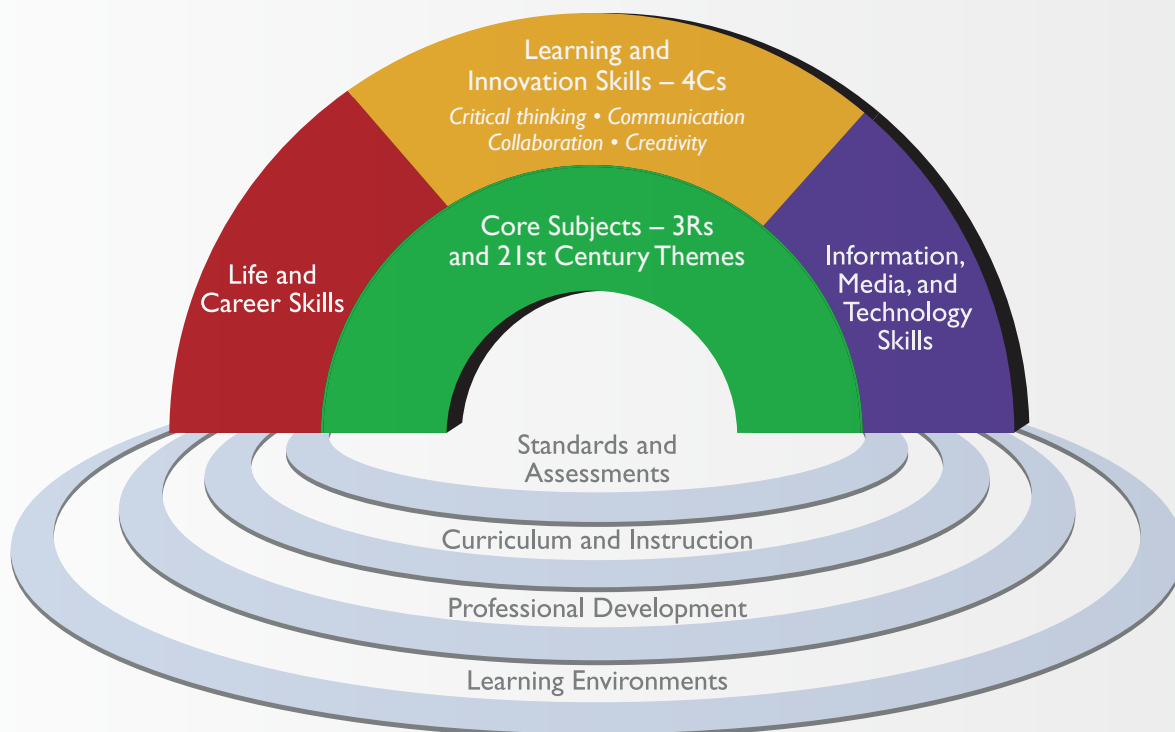 Learning and
Innovation Skills – 4Cs
Critical thinking • Communication
Collaboration • Creativity
Core Subjects – 3Rs
and 21st Century Themes
Life and
Career Skills
Information,
Media, and
Technology
Skills
Standards and
Assessments
Curriculum and Instruction
Professional Development
Learning Environments